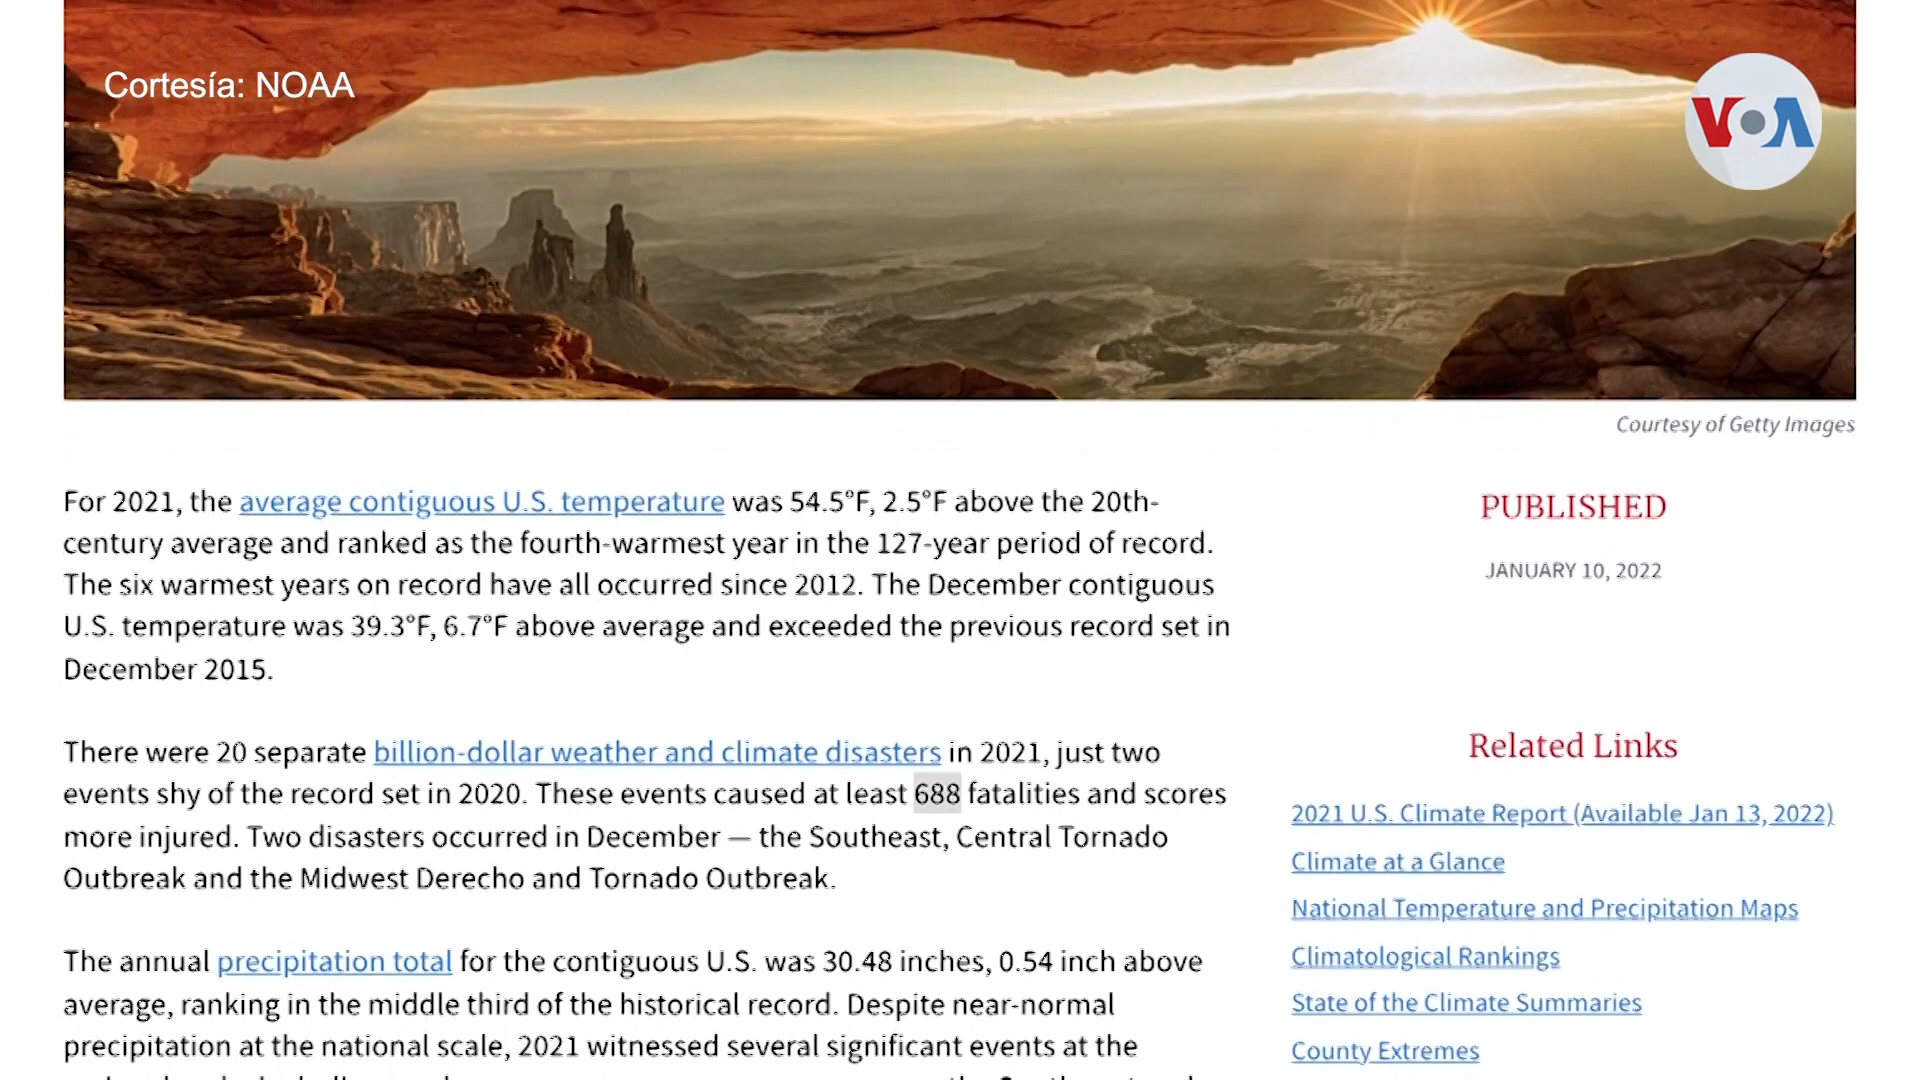 Cortesía: NOAA
VOA
Courtesy of Getty Images
For 2021, the average contiguous U.S. temperature was 54.5°F, 2.5°F above the 20th-
century average and ranked as the fourth-warmest year in the 127-year period of record.
The six warmest years on record have all occurred since 2012. The December contiguous
U.S. temperature was 39.3°F, 6.7°F above average and exceeded the previous record set in
December 2015.
There were 20 separate billion-dollar weather and climate disasters in 2021, just two
events shy of the record set in 2020. These events caused at least 688 fatalities and scores
more injured. Two disasters occurred in December — the Southeast, Central Tornado
Outbreak and the Midwest Derecho and Tornado Outbreak.
The annual precipitation total for the contiguous U.S. was 30.48 inches, 0.54 inch above
average, ranking in the middle third of the historical record. Despite near-normal
precipitation at the national scale, 2021 witnessed several significant events at the
PUBLISHED
JANUARY 10, 2022
Related Links
2021 U.S. Climate Report (Available Jan 13, 2022)
Climate at a Glance
National Temperature and Precipitation Maps
Climatological Rankings
State of the Climate Summaries
County Extremes